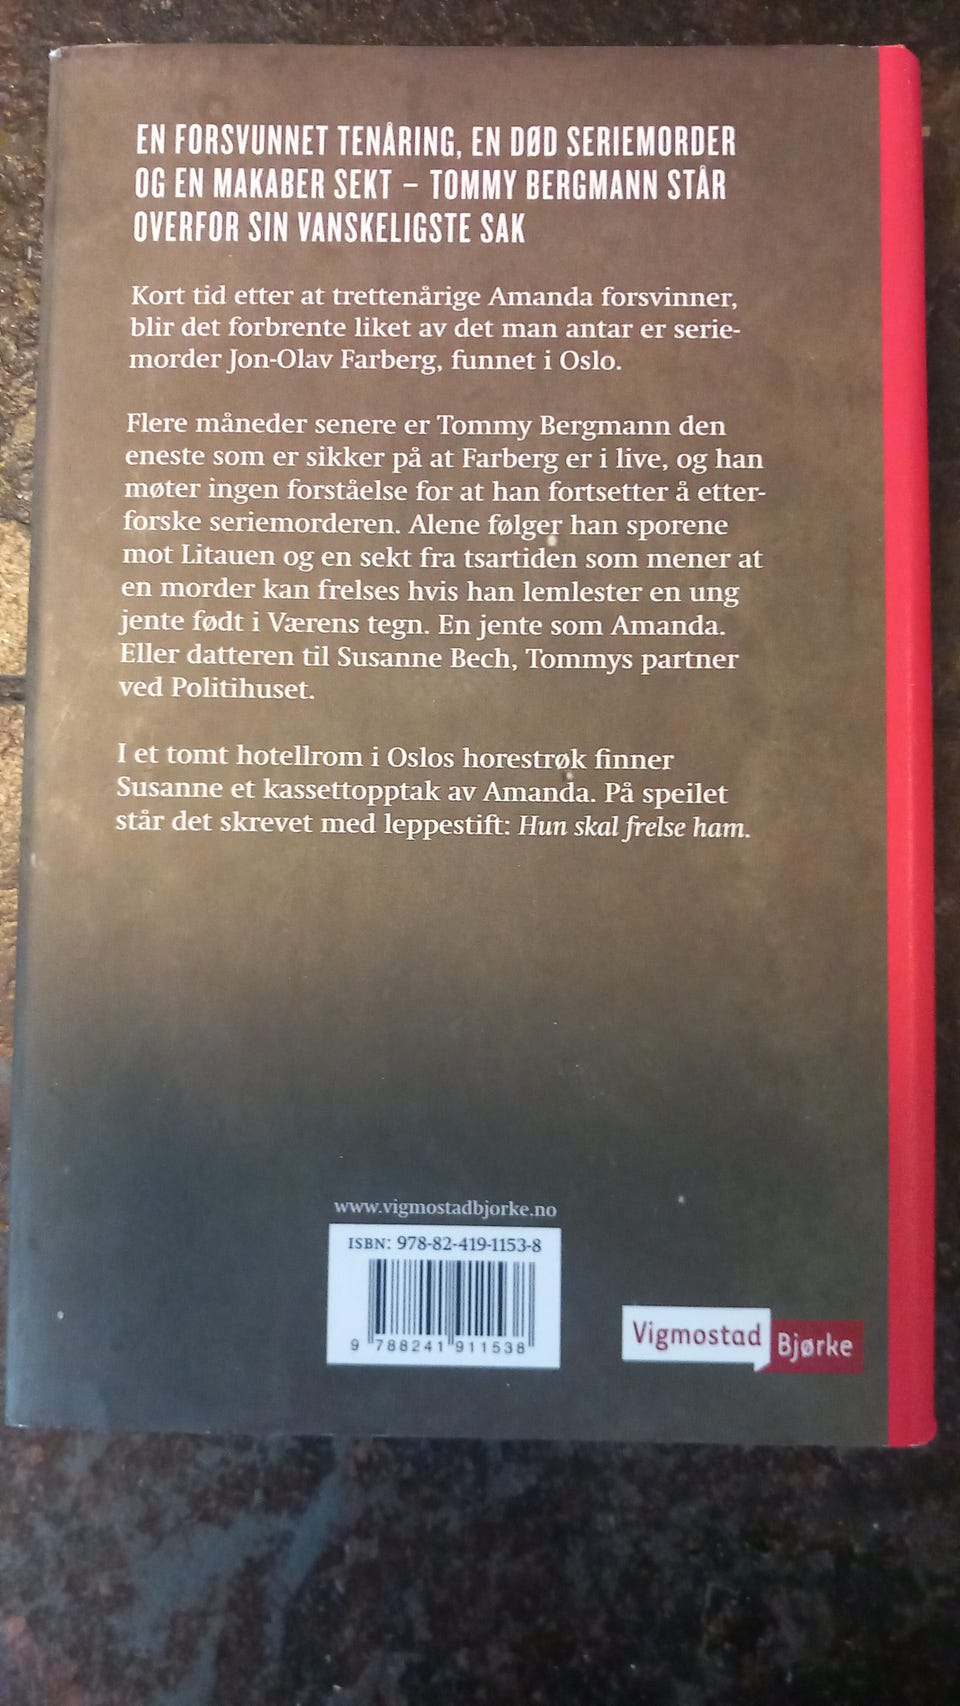 EN FORSVUNNET TENÅRING, EN DØD SERIEMORDER
OG EN MAKABER SEKT – TOMMY BERGMANN STÅR
OVERFOR SIN VANSKELIGSTE SAK
Kort tid etter at trettenårige Amanda forsvinner,
blir det forbrente liket av det man antar er serie-
morder Jon-Olav Farberg, funnet i Oslo.
Flere måneder senere er Tommy Bergmann den
eneste som er sikker på at Farberg er i live, og han
møter ingen forståelse for at han fortsetter å etter-
forske seriemorderen. Alene følger han sporene
mot Litauen og en sekt fra tsartiden som mener at
en morder kan frelses hvis han lemlester en ung
jente født i Værens tegn. En jente som Amanda.
Eller datteren til Susanne Bech, Tommys partner
ved Politihuset.
I et tomt hotellrom i Oslos horestrøk finner
Susanne et kassettopptak av Amanda. På speilet
står det skrevet med leppestift: Hun skal frelse ham.
www.vigmostadbjorke.no
ISBN: 978-82-419-1153-8
9 788241 911538
Vigmostad Bjørke